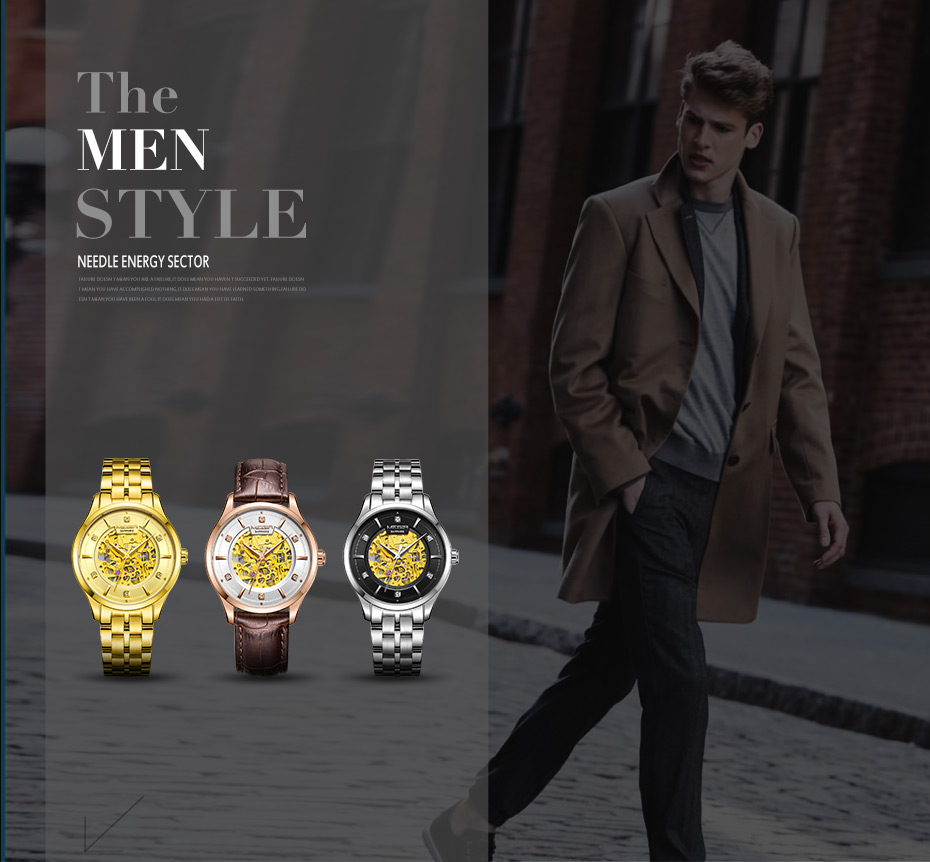 The
MEN
STYLE
NEEDLE ENERGY SECTOR
FAILURE DOESN T MEAN YOU ARE A FAILURE,IT DOES MEAN YOU HAVEN T SUCCEEDED YET. FAILURE DOESN
T MEAN YOU HAVE ACCOMPLISHED NOTHING,IT DOES MEAN YOU HAVE LEARNED SOMETHING.FAILURE DO
ESN T MEAN YOU HAVE BEEN A FOOL,IT DOES MEAN YOU HAD A LOT OF FAITH.